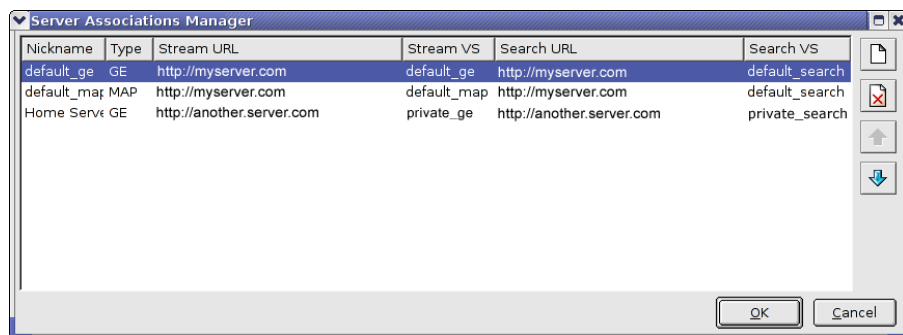 Server Associations Manager
Nickname Type Stream URL Stream VS Search URL Search VS
default_ge GE http://myserver.com default_ge http://myserver.com default_search
default_map MAP http://myserver.com default_map http://myserver.com default_search
Home Serve GE http://another.server.com private_ge http://another.server.com private_search
OK Cancel